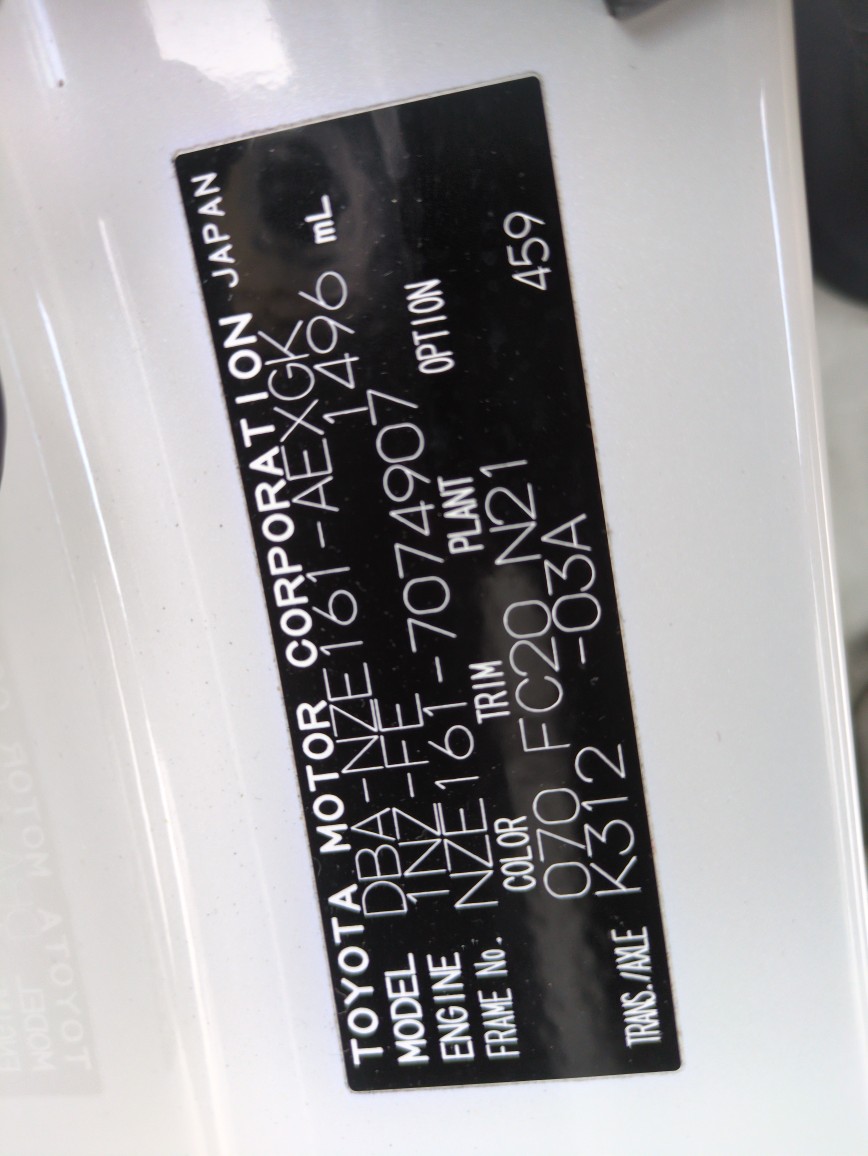 TOYOTA MOTOR CORPORATION JAPAN
MODEL DBA-NZE161-AEXGK
ENGINE 1NZ-FE 1496 mL
FRAME No. NZE161-7074907
COLOR TRIM PLANT OPTION
070 FC20 N21 459
TRANS./AXLE K312 -03A